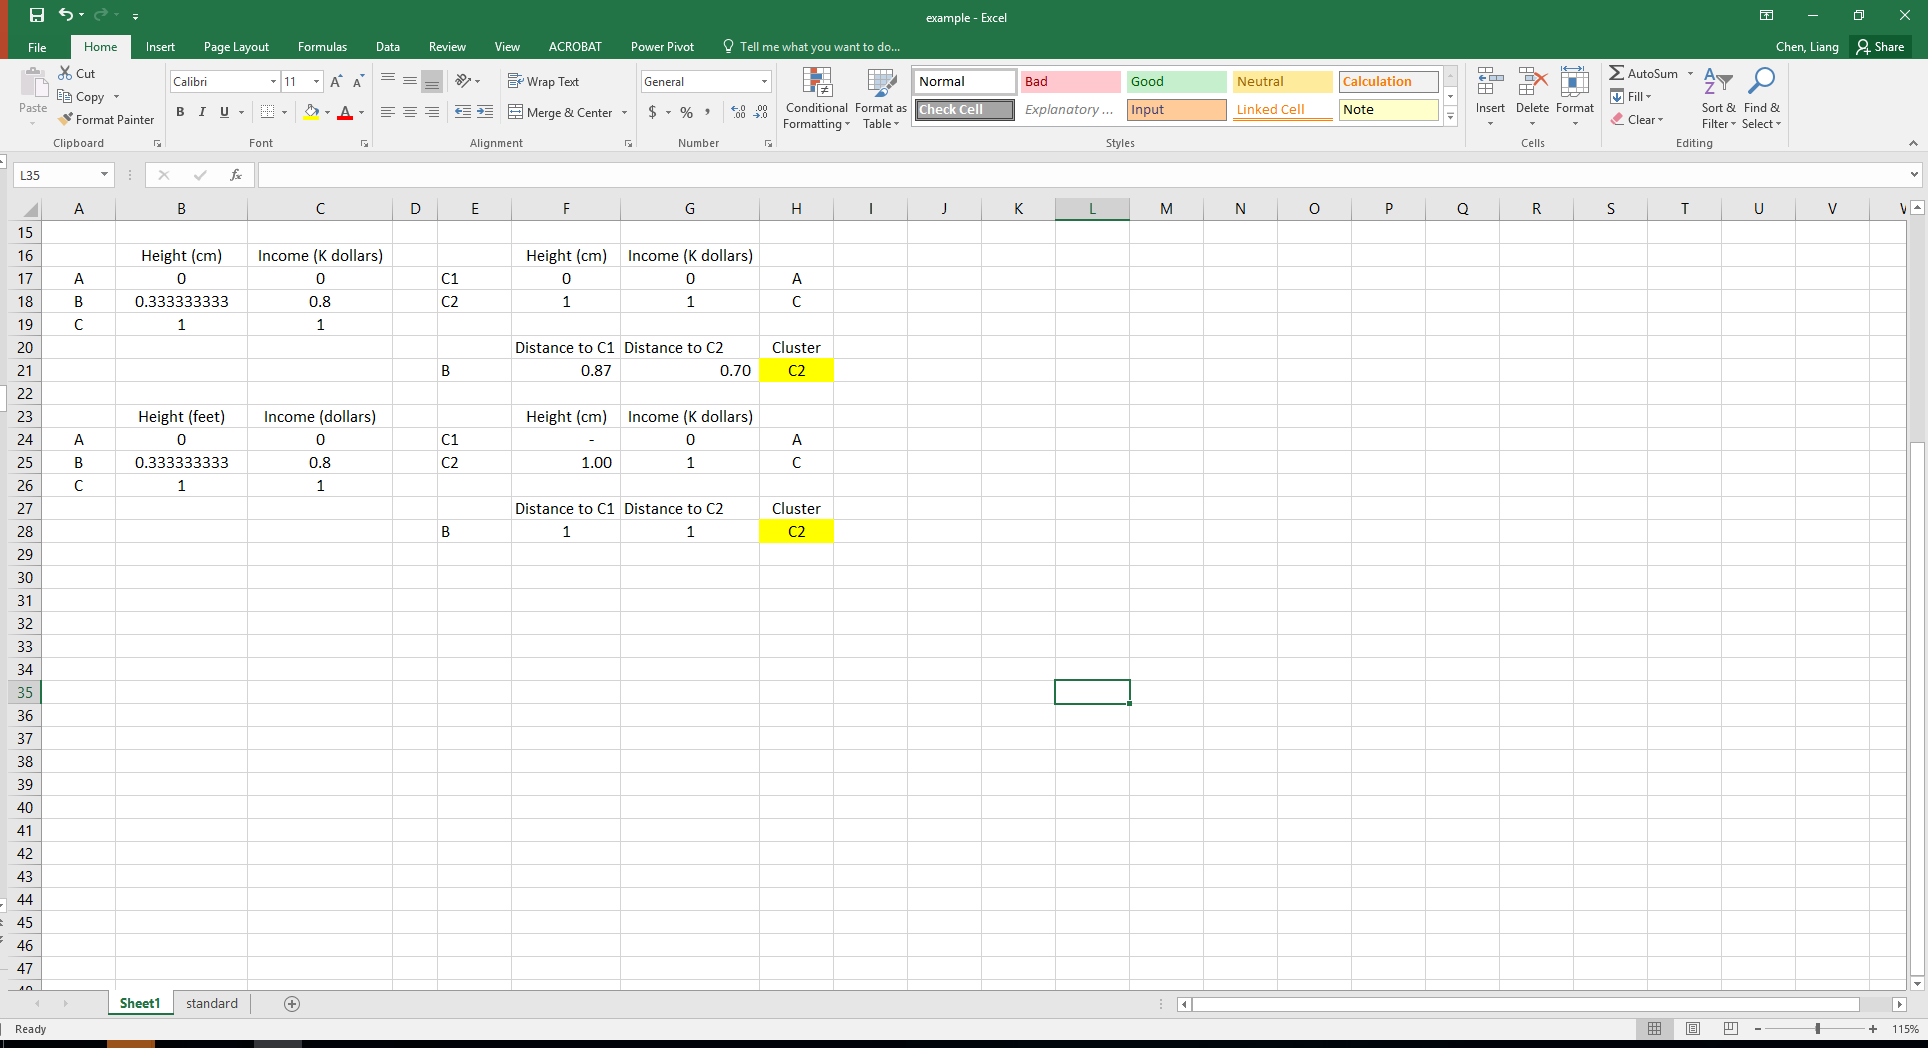 example - Excel
File Home Insert Page Layout Formulas Data Review View ACROBAT Power Pivot Tell me what you want to do... Chen, Liang Share
Paste Cut Copy Format Painter Clipboard
Calibri 11 B I U Font
Wrap Text Merge & Center Alignment
General $ % , Number
Conditional Formatting Format as Table
Normal Bad Good Neutral Calculation
Check Cell Explanatory ... Input Linked Cell Note
Styles
Insert Delete Format Cells
AutoSum Fill Clear Sort & Filter Find & Select Editing
L35 fx
A B C D E F G H I J K L M N O P Q R S T U V
15
16 Height (cm) Income (K dollars) Height (cm) Income (K dollars)
17 A 0 0 C1 0 0 A
18 B 0.333333333 0.8 C2 1 1 C
19 C 1 1
20 Distance to C1 Distance to C2 Cluster
21 B 0.87 0.70 C2
22
23 Height (feet) Income (dollars) Height (cm) Income (K dollars)
24 A 0 0 C1 - 0 A
25 B 0.333333333 0.8 C2 1.00 1 C
26 C 1 1
27 Distance to C1 Distance to C2 Cluster
28 B 1 1 C2
29
30
31
32
33
34
35
36
37
38
39
40
41
42
43
44
45
46
47
Sheet1 standard
Ready 115%